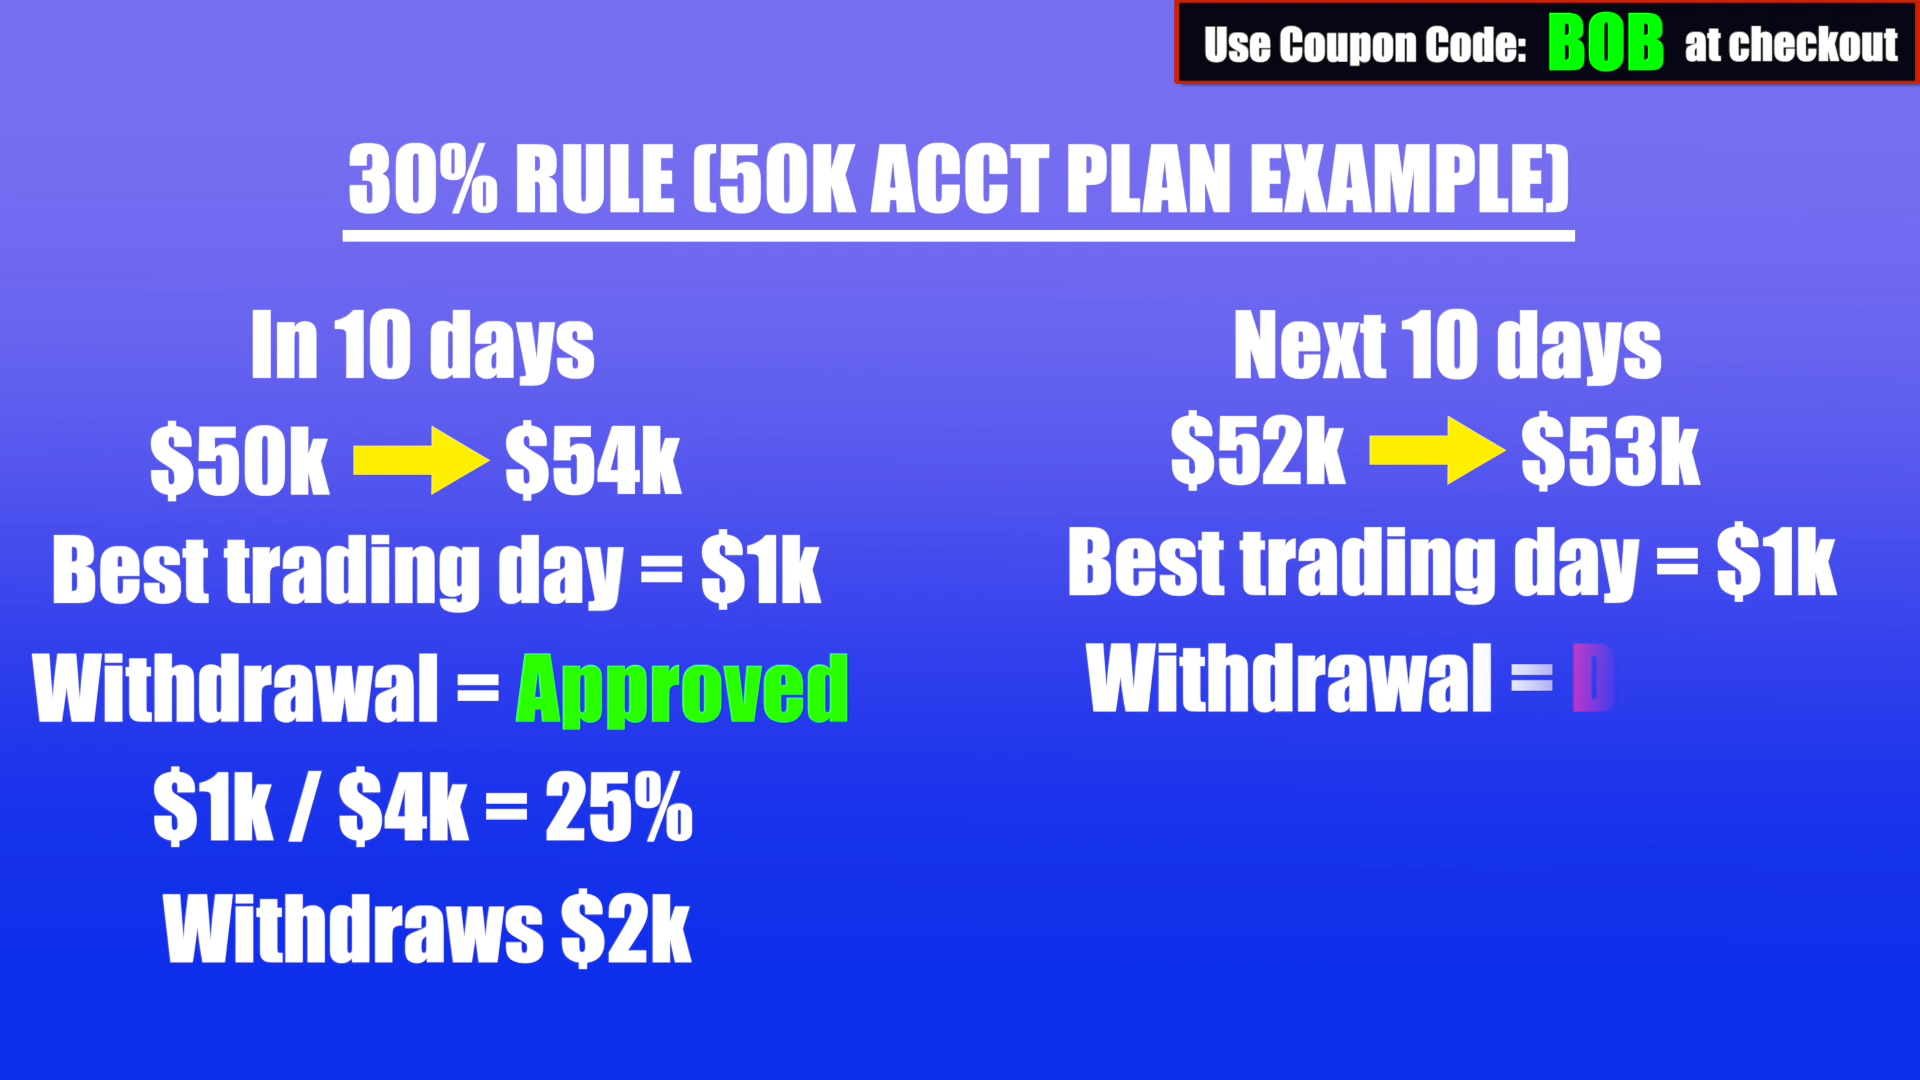 Use Coupon Code: BOB at checkout
30% RULE (50K ACCT PLAN EXAMPLE)
In 10 days
$50k $54k
Best trading day = $1k
Withdrawal = Approved
$1k / $4k = 25%
Withdraws $2k
Next 10 days
$52k $53k
Best trading day = $1k
Withdrawal = D